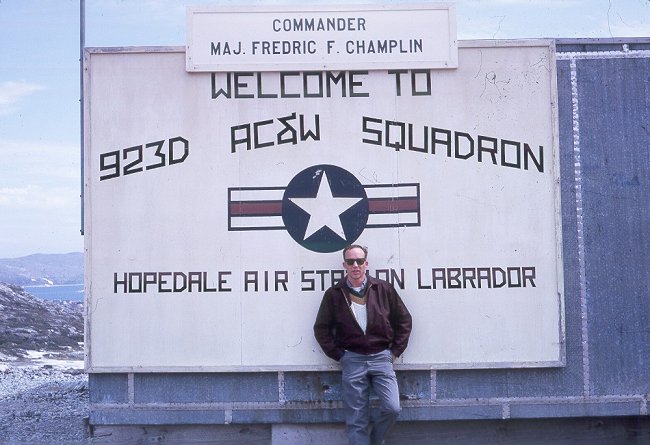 COMMANDER
MAJ. FREDRIC F. CHAMPLIN
WELCOME TO
923D AC&W SQUADRON
HOPEDALE AIR STATION LABRADOR